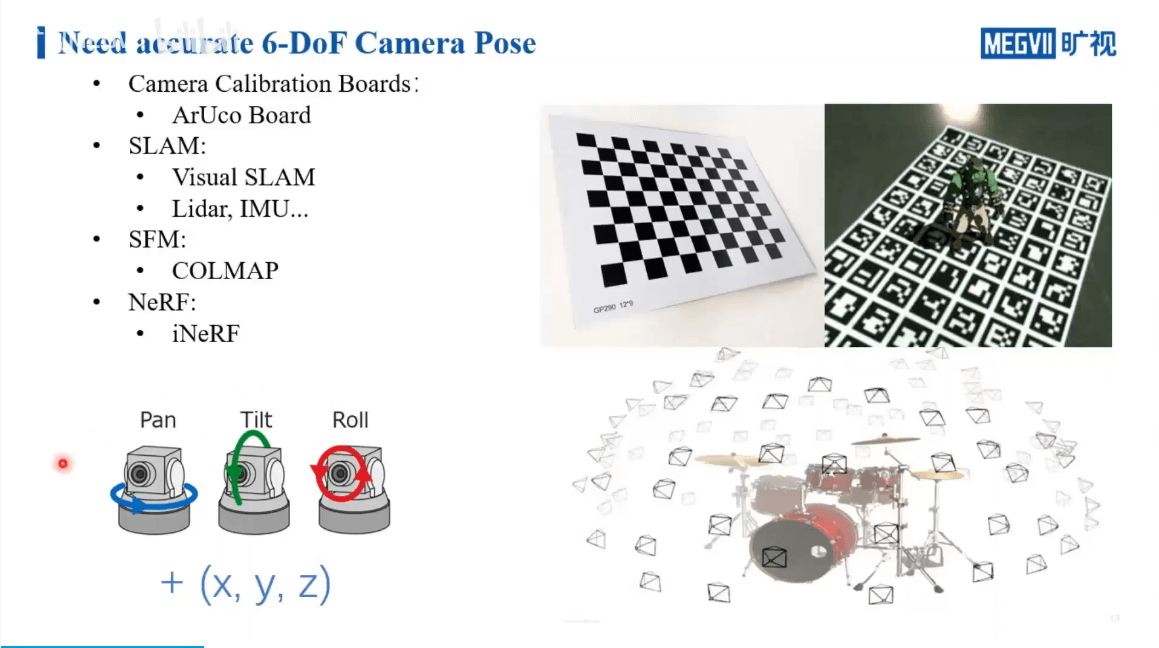 Need accurate 6-DoF Camera Pose
MEGVII 旷视
• Camera Calibration Boards:
• ArUco Board
• SLAM:
• Visual SLAM
• Lidar, IMU...
• SFM:
• COLMAP
• NeRF:
• iNeRF
GP290 12*9
Pan Tilt Roll
+ (x, y, z)